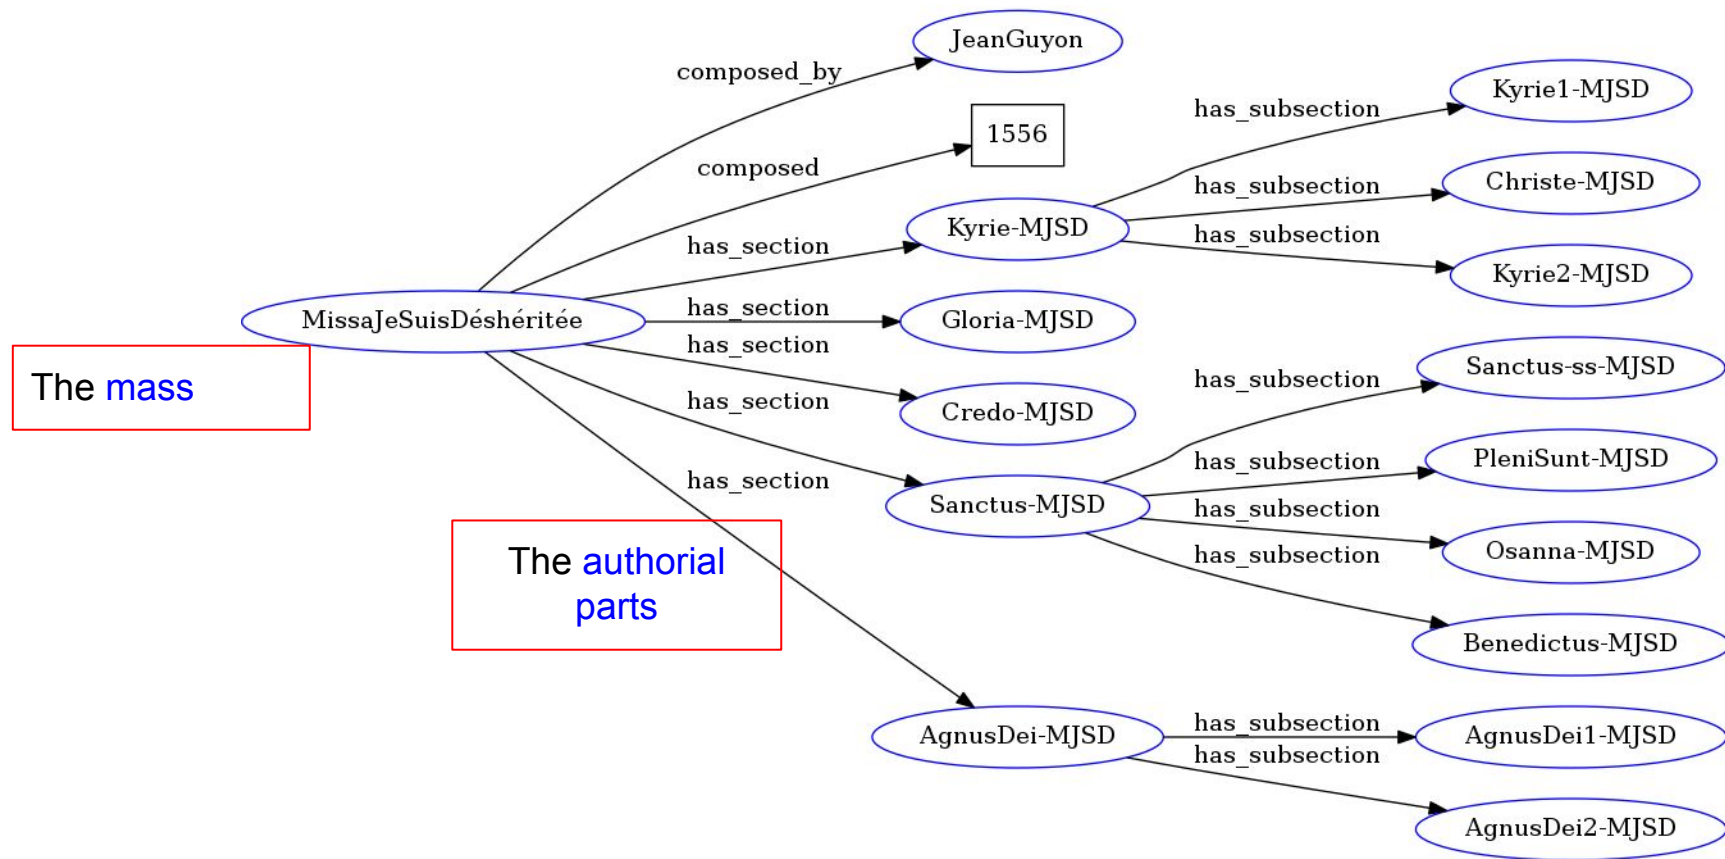 JeanGuyon
composed_by
Kyrie1-MJSD
has_subsection
1556
composed
Christe-MJSD
has_subsection
Kyrie-MJSD
has_section
has_subsection
Kyrie2-MJSD
MissaJeSuisDéshéritée
has_section
Gloria-MJSD
has_section
Credo-MJSD
The mass
has_section
has_subsection
Sanctus-ss-MJSD
has_subsection
PleniSunt-MJSD
has_section
Sanctus-MJSD
has_subsection
Osanna-MJSD
The authorial
parts
has_subsection
Benedictus-MJSD
AgnusDei-MJSD
has_subsection
AgnusDei1-MJSD
has_subsection
AgnusDei2-MJSD